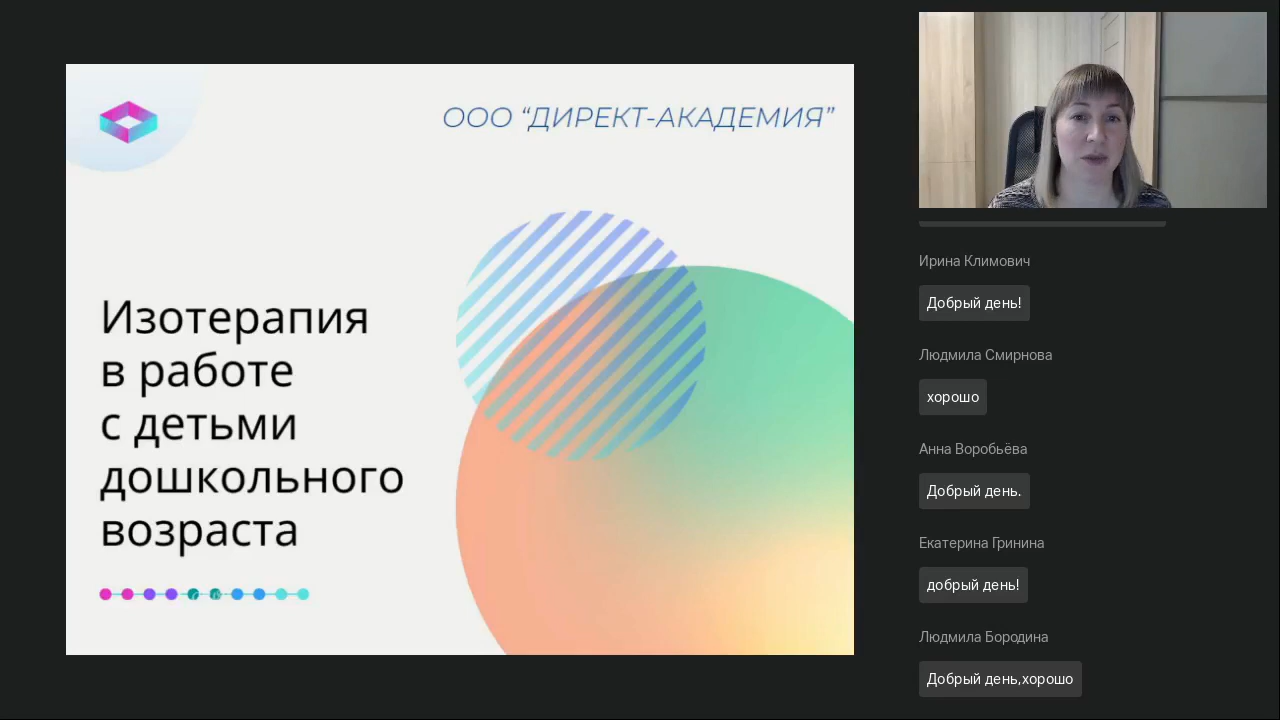 ООО “ДИРЕКТ-АКАДЕМИЯ”
Изотерапия
в работе
с детьми
дошкольного
возраста
Ирина Климович
Добрый день!
Людмила Смирнова
хорошо
Анна Воробьёва
Добрый день.
Екатерина Гринина
добрый день!
Людмила Бородина
Добрый день,хорошо